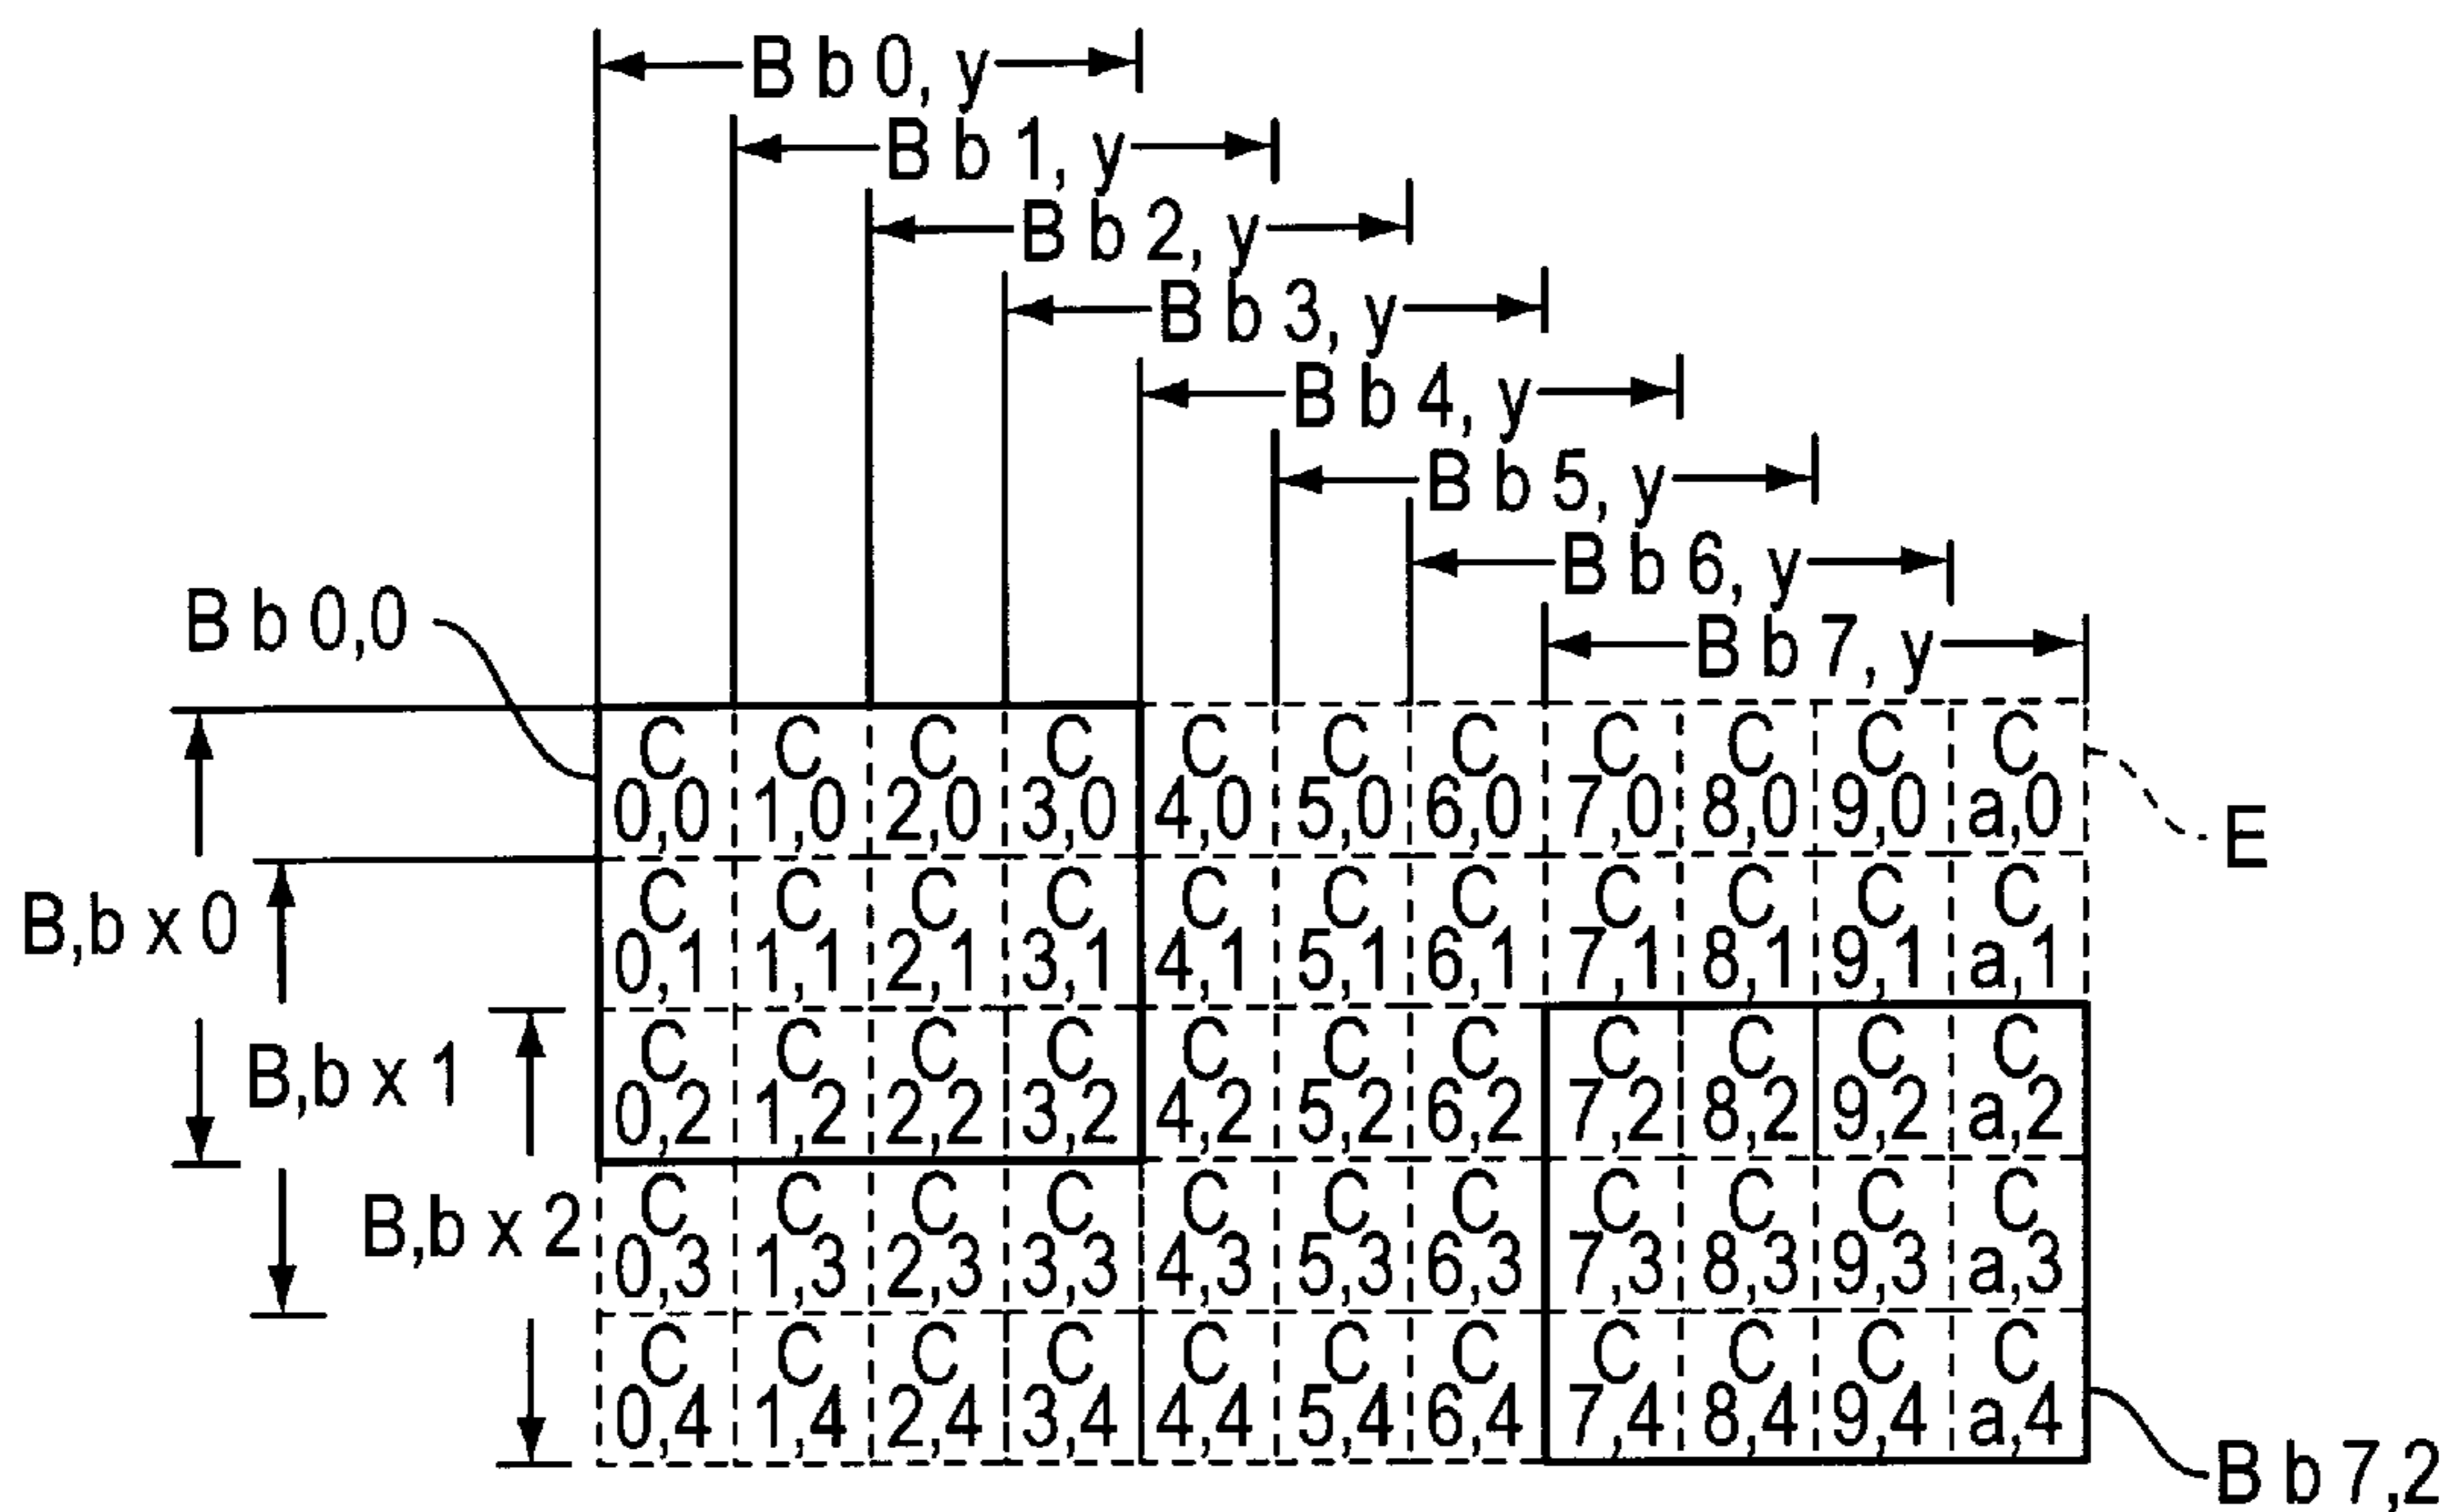 B b 0, y
B b 1, y
B b 2, y
B b 3, y
B b 4, y
B b 5, y
B b 6, y
B b 7, y
B b 0,0
C C C C C C C C C C C
0,0 1,0 2,0 3,0 4,0 5,0 6,0 7,0 8,0 9,0 a,0
E
C C C C C C C C C C C
0,1 1,1 2,1 3,1 4,1 5,1 6,1 7,1 8,1 9,1 a,1
B,b x 0
C C C C C C C C C C C
0,2 1,2 2,2 3,2 4,2 5,2 6,2 7,2 8,2 9,2 a,2
B,b x 1
C C C C C C C C C C C
0,3 1,3 2,3 3,3 4,3 5,3 6,3 7,3 8,3 9,3 a,3
B,b x 2
C C C C C C C C C C C
0,4 1,4 2,4 3,4 4,4 5,4 6,4 7,4 8,4 9,4 a,4
B b 7,2